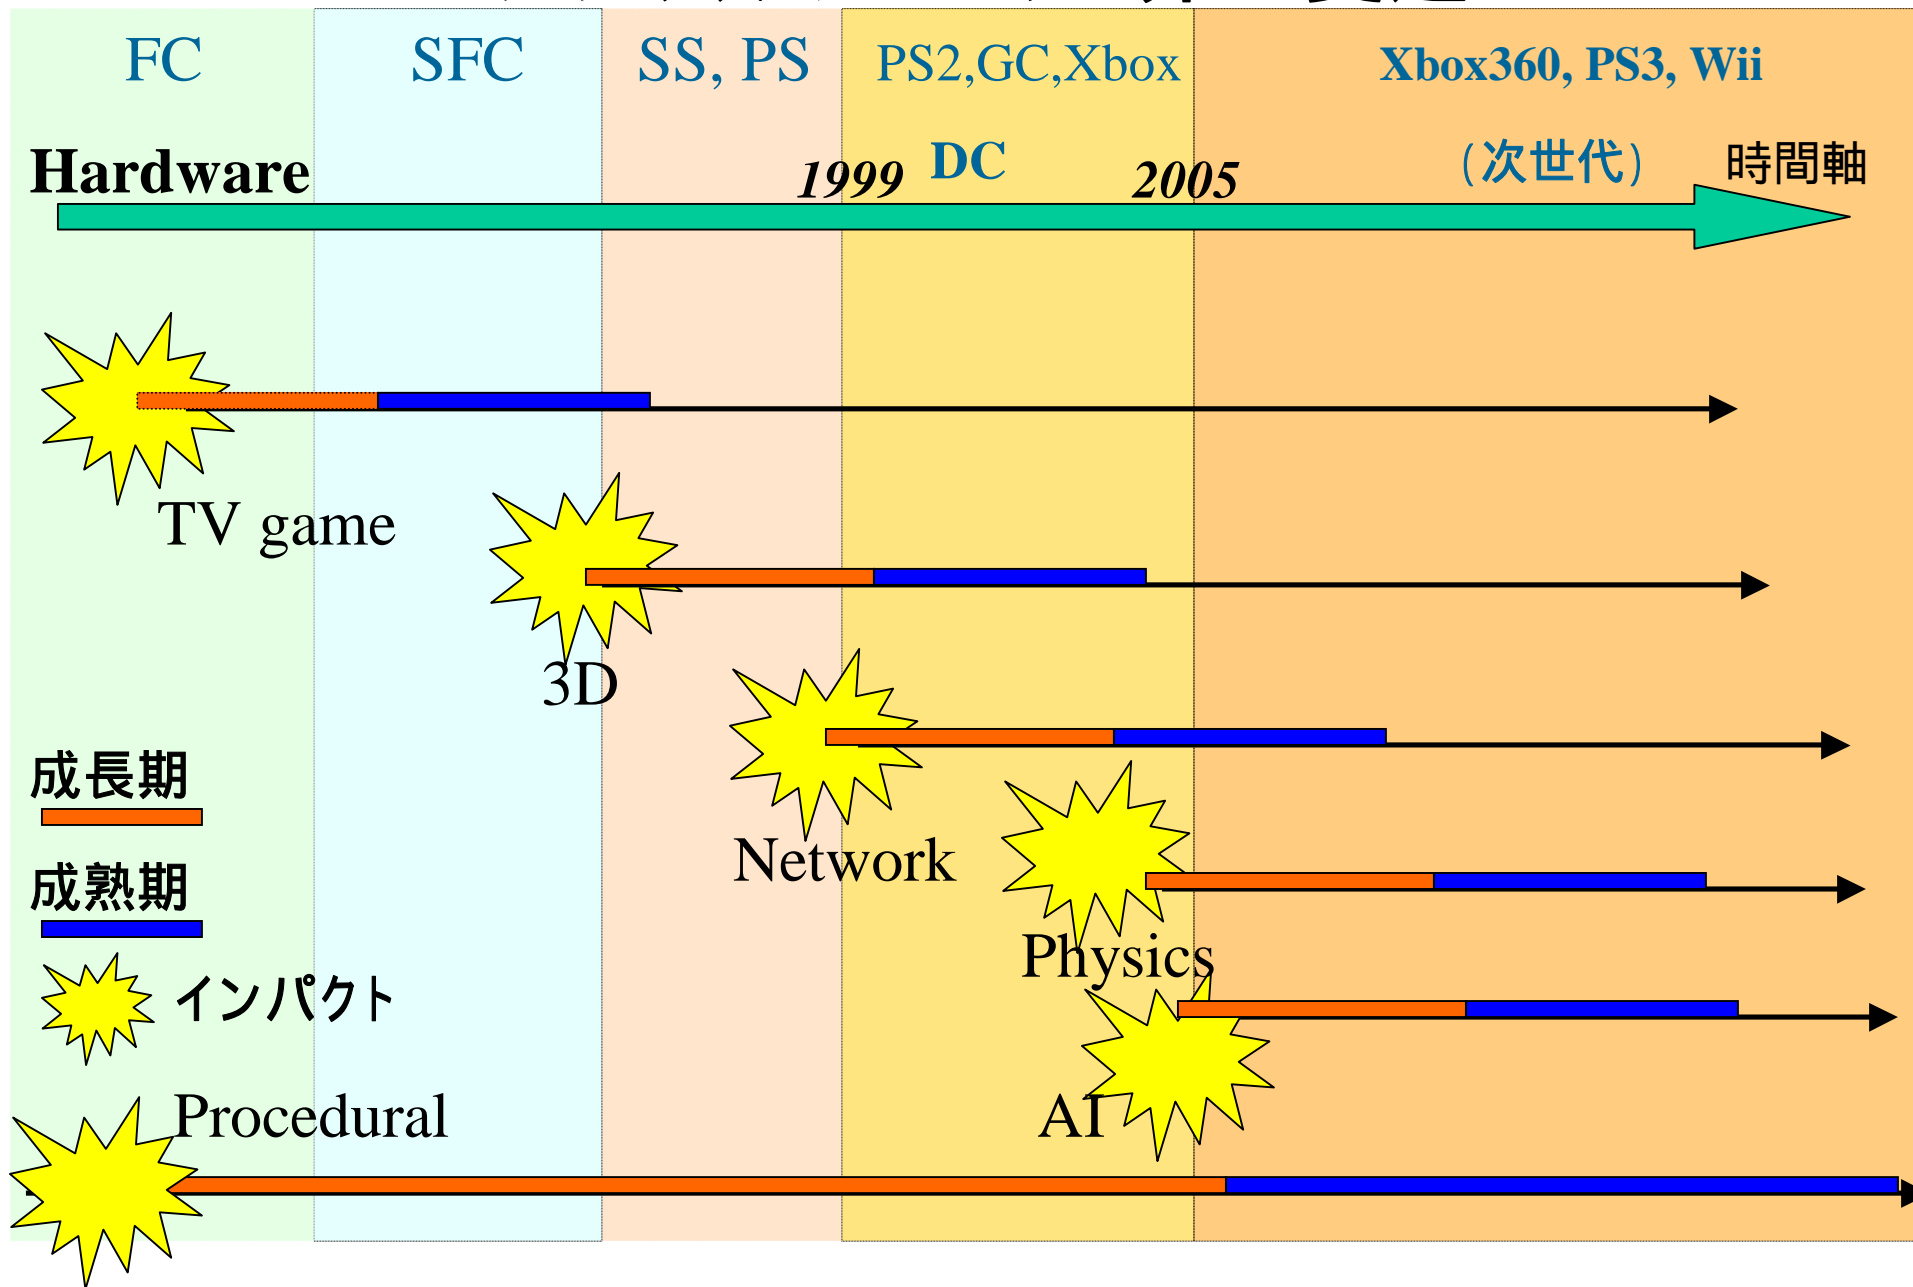 FC
SFC
SS, PS
PS2,GC,Xbox
Xbox360, PS3, Wii
Hardware
1999
DC
2005
(次世代)
時間軸
TV game
3D
Network
成長期
成熟期
Physics
インパクト
AI
Procedural